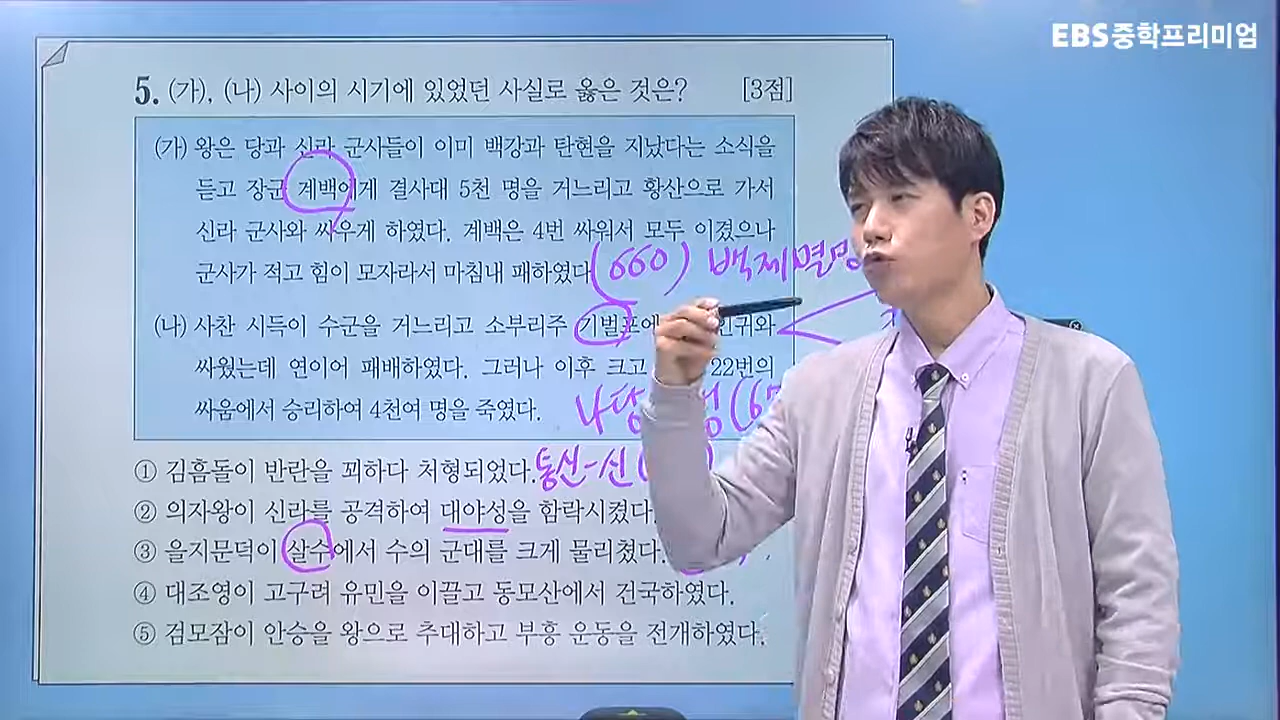 EBS중학프리미엄
5. (가), (나) 사이의 시기에 있었던 사실로 옳은 것은? [3점]
(가) 왕은 당과 신라 군사들이 이미 백강과 탄현을 지났다는 소식을
듣고 장군 계백에게 결사대 5천 명을 거느리고 황산으로 가서
신라 군사와 싸우게 하였다. 계백은 4번 싸워서 모두 이겼으나
군사가 적고 힘이 모자라서 마침내 패하였다
(660) 백제멸망
(나) 사찬 시득이 수군을 거느리고 소부리주 기벌포에 인귀와
싸웠는데 연이어 패배하였다. 그러나 이후 크고 22번의
싸움에서 승리하여 4천여 명을 죽였다.
나당
① 김흠돌이 반란을 꾀하다 처형되었다. 통신-신
② 의자왕이 신라를 공격하여 대야성을 함락시켰다
③ 을지문덕이 살수에서 수의 군대를 크게 물리쳤다.
④ 대조영이 고구려 유민을 이끌고 동모산에서 건국하였다.
⑤ 검모잠이 안승을 왕으로 추대하고 부흥 운동을 전개하였다.